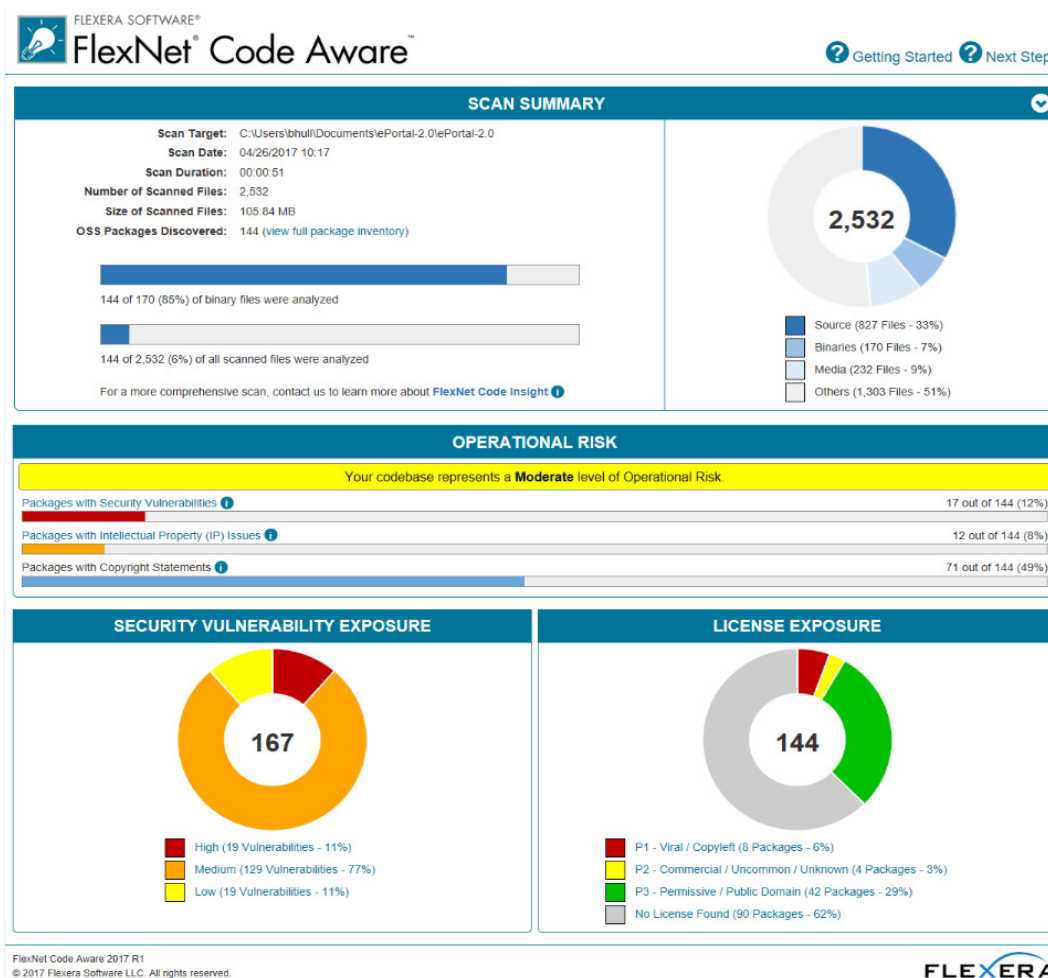 FLEXERA SOFTWARE®
FlexNet® Code Aware™
? Getting Started ? Next Step
SCAN SUMMARY
Scan Target: C:\Users\bhull\Documents\ePortal-2.0\ePortal-2.0
Scan Date: 04/26/2017 10:17
Scan Duration: 00:00:51
Number of Scanned Files: 2,532
Size of Scanned Files: 105.84 MB
OSS Packages Discovered: 144 (view full package inventory)
144 of 170 (85%) of binary files were analyzed
144 of 2,532 (6%) of all scanned files were analyzed
For a more comprehensive scan, contact us to learn more about FlexNet Code Insight i
2,532
Source (827 Files - 33%)
Binaries (170 Files - 7%)
Media (232 Files - 9%)
Others (1,303 Files - 51%)
OPERATIONAL RISK
Your codebase represents a Moderate level of Operational Risk.
Packages with Security Vulnerabilities i 17 out of 144 (12%)
Packages with Intellectual Property (IP) Issues i 12 out of 144 (8%)
Packages with Copyright Statements i 71 out of 144 (49%)
SECURITY VULNERABILITY EXPOSURE
167
High (19 Vulnerabilities - 11%)
Medium (129 Vulnerabilities - 77%)
Low (19 Vulnerabilities - 11%)
LICENSE EXPOSURE
144
P1 - Viral / Copyleft (8 Packages - 6%)
P2 - Commercial / Uncommon / Unknown (4 Packages - 3%)
P3 - Permissive / Public Domain (42 Packages - 29%)
No License Found (90 Packages - 62%)
FlexNet Code Aware 2017 R1
© 2017 Flexera Software LLC. All rights reserved.
FLEXERA